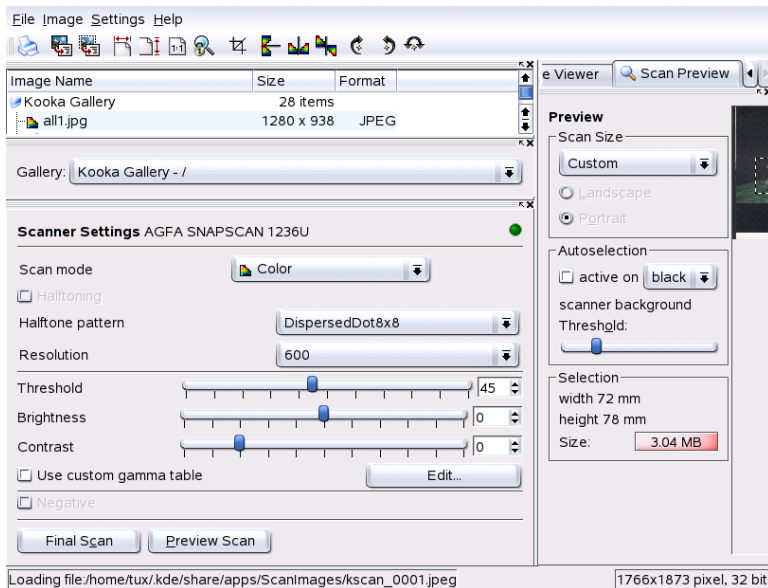 File Image Settings Help
1:1
Image Name Size Format
Kooka Gallery 28 items
all1.jpg 1280 x 938 JPEG
Gallery: Kooka Gallery - /
Scanner Settings AGFA SNAPSCAN 1236U
Scan mode Color
Halftoning
Halftone pattern DispersedDot8x8
Resolution 600
Threshold 45
Brightness 0
Contrast 0
Use custom gamma table Edit...
Negative
Final Scan Preview Scan
e Viewer Scan Preview
Preview
Scan Size
Custom
Landscape
Portrait
Autoselection
active on black
scanner background
Threshold:
Selection
width 72 mm
height 78 mm
Size: 3.04 MB
Loading file:/home/tux/.kde/share/apps/ScanImages/kscan_0001.jpeg
1766x1873 pixel, 32 bit